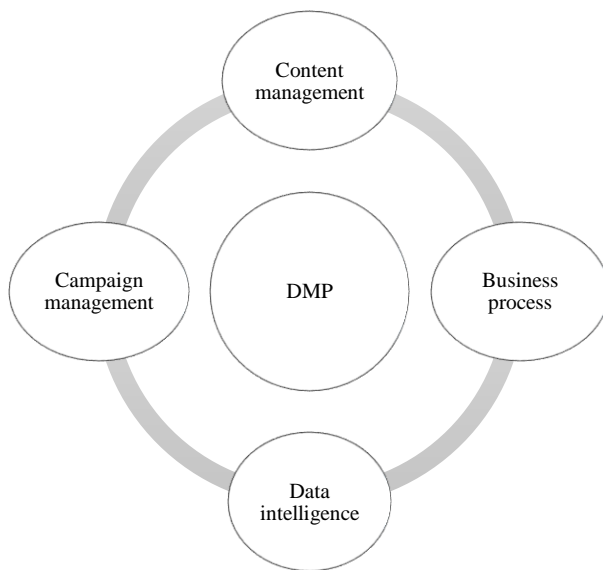 Content
management
Campaign
management
DMP
Business
process
Data
intelligence